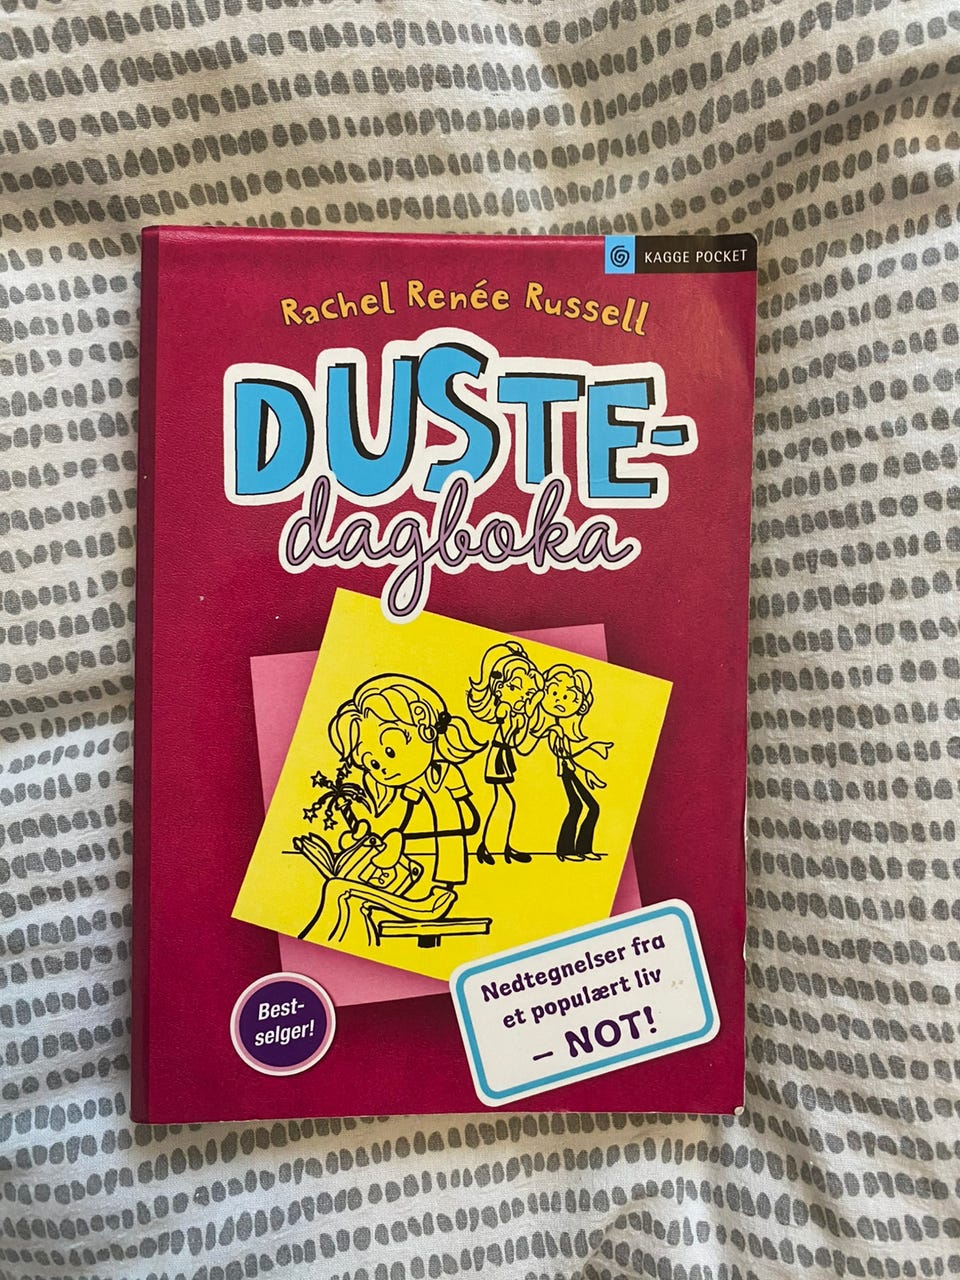 KAGGE POCKET
Rachel Renée Russell
DUSTE-
dagboka
Nedtegnelser fra
et populært liv
– NOT!
Best-
selger!